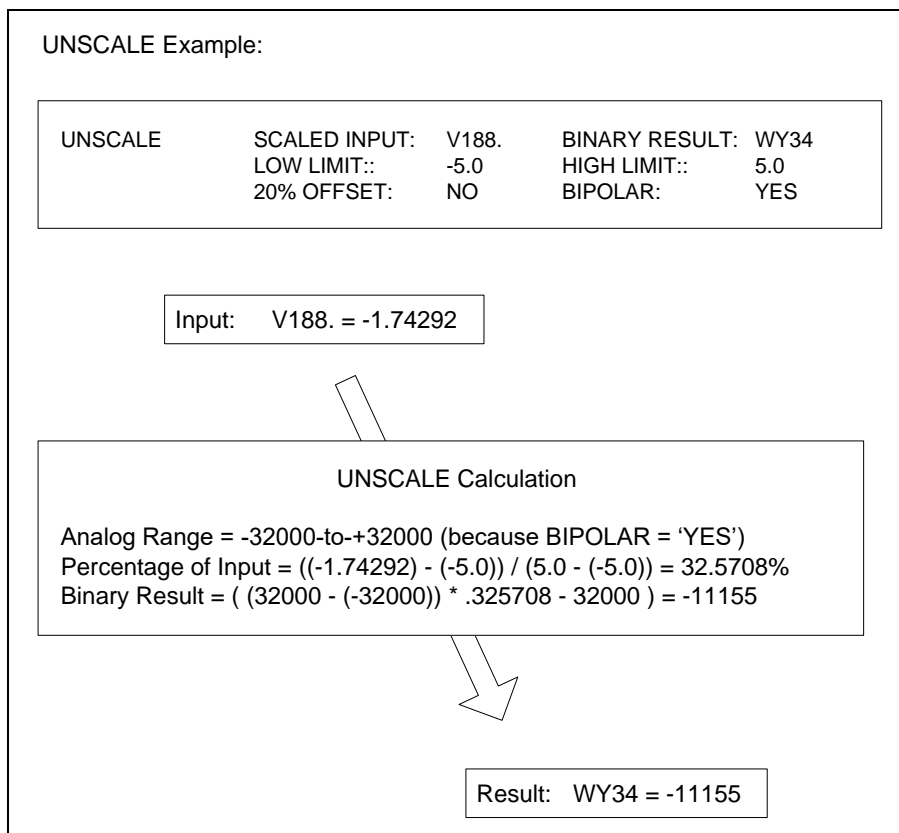 UNSCALE Example:
UNSCALE SCALED INPUT: V188. BINARY RESULT: WY34
LOW LIMIT:: -5.0 HIGH LIMIT:: 5.0
20% OFFSET: NO BIPOLAR: YES
Input: V188. = -1.74292
UNSCALE Calculation
Analog Range = -32000-to-+32000 (because BIPOLAR = ‘YES’)
Percentage of Input = ((-1.74292) - (-5.0)) / (5.0 - (-5.0)) = 32.5708%
Binary Result = ( (32000 - (-32000)) * .325708 - 32000 ) = -11155
Result: WY34 = -11155